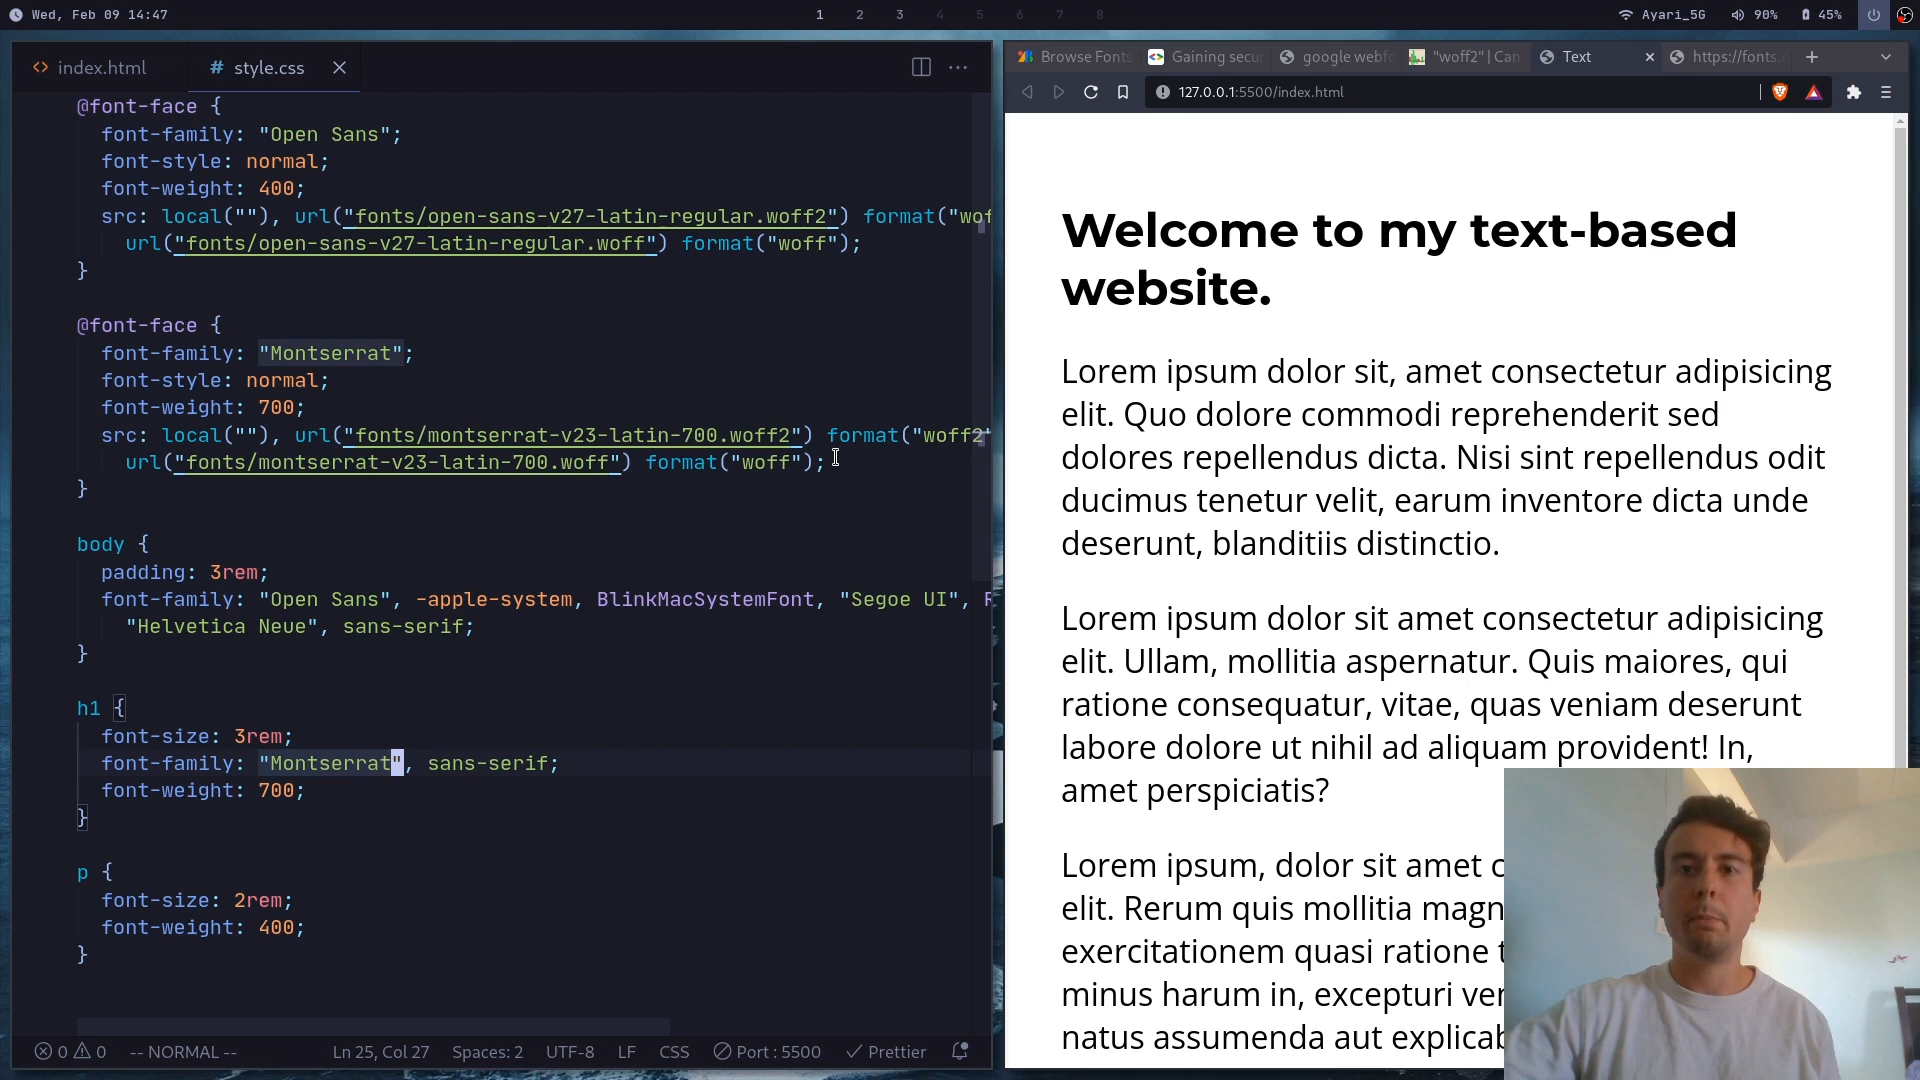 Wed, Feb 09 14:47
1 2 3 4 5 6 7 8
Ayari_5G 90% 45%
index.html
# style.css
@font-face {
font-family: "Open Sans";
font-style: normal;
font-weight: 400;
src: local(""), url("fonts/open-sans-v27-latin-regular.woff2") format("wof
url("fonts/open-sans-v27-latin-regular.woff") format("woff");
}
@font-face {
font-family: "Montserrat";
font-style: normal;
font-weight: 700;
src: local(""), url("fonts/montserrat-v23-latin-700.woff2") format("woff2"
url("fonts/montserrat-v23-latin-700.woff") format("woff");
}
body {
padding: 3rem;
font-family: "Open Sans", -apple-system, BlinkMacSystemFont, "Segoe UI", R
"Helvetica Neue", sans-serif;
}
h1 {
font-size: 3rem;
font-family: "Montserrat", sans-serif;
font-weight: 700;
}
p {
font-size: 2rem;
font-weight: 400;
}
0 0 -- NORMAL -- Ln 25, Col 27 Spaces: 2 UTF-8 LF CSS Port : 5500 Prettier
Browse Fonts
Gaining secur
google webfo
"woff2" | Can
Text
https://fonts.
127.0.0.1:5500/index.html
Welcome to my text-based
website.
Lorem ipsum dolor sit, amet consectetur adipisicing
elit. Quo dolore commodi reprehenderit sed
dolores repellendus dicta. Nisi sint repellendus odit
ducimus tenetur velit, earum inventore dicta unde
deserunt, blanditiis distinctio.
Lorem ipsum dolor sit amet consectetur adipisicing
elit. Ullam, mollitia aspernatur. Quis maiores, qui
ratione consequatur, vitae, quas veniam deserunt
labore dolore ut nihil ad aliquam provident! In,
amet perspiciatis?
Lorem ipsum, dolor sit amet c
elit. Rerum quis mollitia magn
exercitationem quasi ratione t
minus harum in, excepturi ver
natus assumenda aut explicab